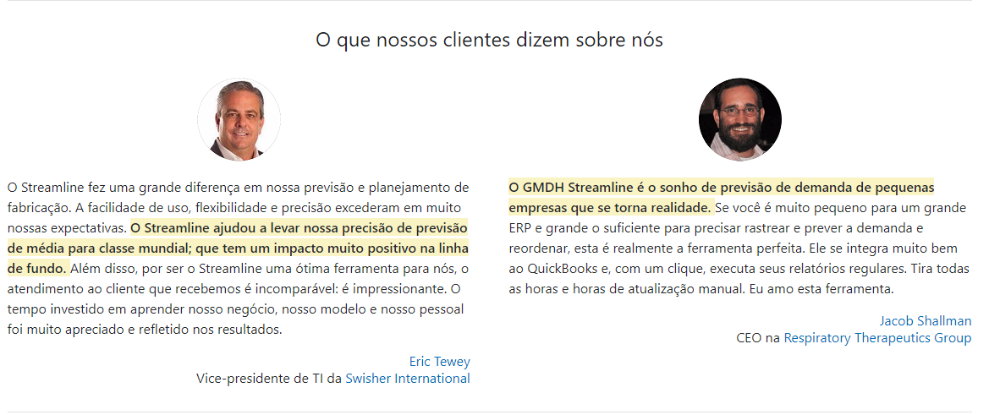 O que nossos clientes dizem sobre nós
O Streamline fez uma grande diferença em nossa previsão e planejamento de
fabricação. A facilidade de uso, flexibilidade e precisão excederam em muito
nossas expectativas. O Streamline ajudou a levar nossa precisão de previsão
de média para classe mundial; que tem um impacto muito positivo na linha
de fundo. Além disso, por ser o Streamline uma ótima ferramenta para nós, o
atendimento ao cliente que recebemos é incomparável: é impressionante. O
tempo investido em aprender nosso negócio, nosso modelo e nosso pessoal
foi muito apreciado e refletido nos resultados.
Eric Tewey
Vice-presidente de TI da Swisher International
O GMDH Streamline é o sonho de previsão de demanda de pequenas
empresas que se torna realidade. Se você é muito pequeno para um grande
ERP e grande o suficiente para precisar rastrear e prever a demanda e
reordenar, esta é realmente a ferramenta perfeita. Ele se integra muito bem
ao QuickBooks e, com um clique, executa seus relatórios regulares. Tira todas
as horas e horas de atualização manual. Eu amo esta ferramenta.
Jacob Shallman
CEO na Respiratory Therapeutics Group